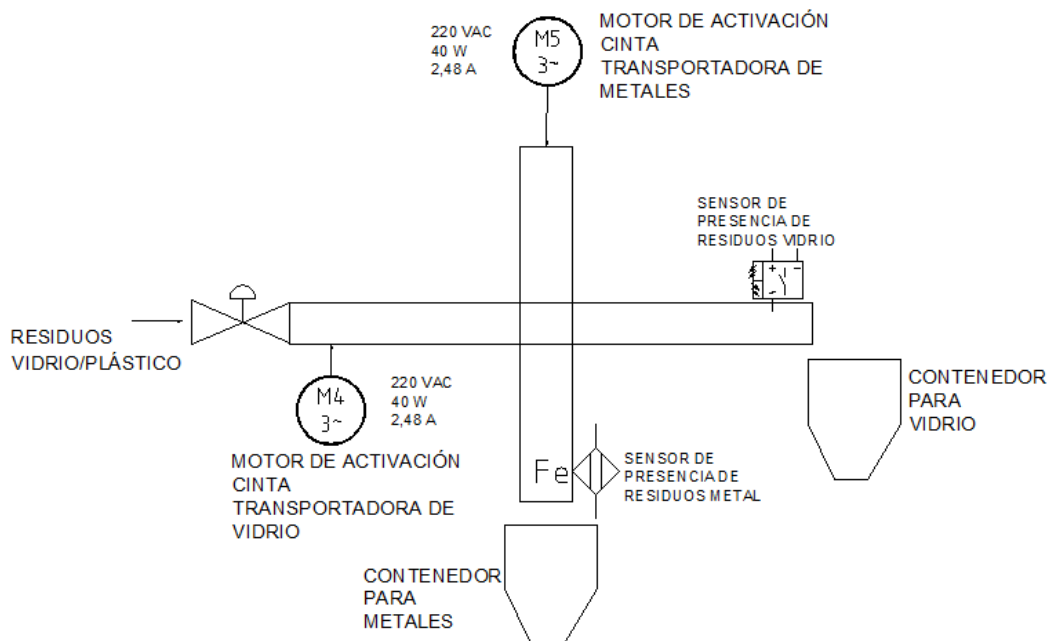 220 VAC
40 W
2,48 A
M5
3~
MOTOR DE ACTIVACIÓN
CINTA
TRANSPORTADORA DE
METALES
SENSOR DE
PRESENCIA DE
RESIDUOS VIDRIO
+ -
RESIDUOS
VIDRIO/PLÁSTICO
M4
3~
220 VAC
40 W
2,48 A
MOTOR DE ACTIVACIÓN
CINTA
TRANSPORTADORA DE
VIDRIO
CONTENEDOR
PARA
VIDRIO
Fe
SENSOR DE
PRESENCIA DE
RESIDUOS METAL
CONTENEDOR
PARA
METALES